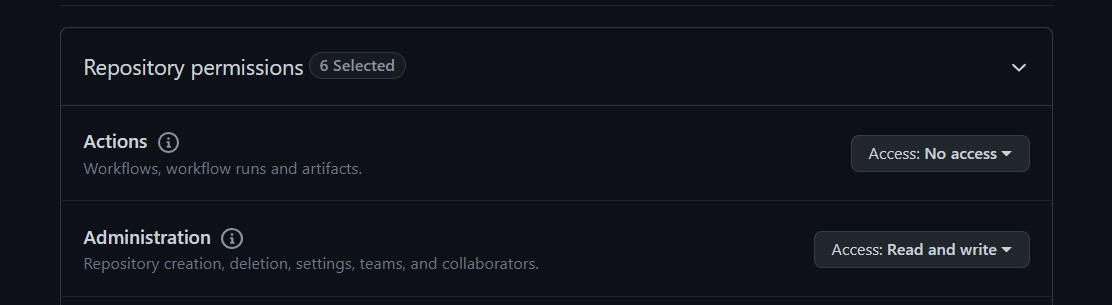 Repository permissions 6 Selected
Actions
Workflows, workflow runs and artifacts.
Access: No access
Administration
Repository creation, deletion, settings, teams, and collaborators.
Access: Read and write